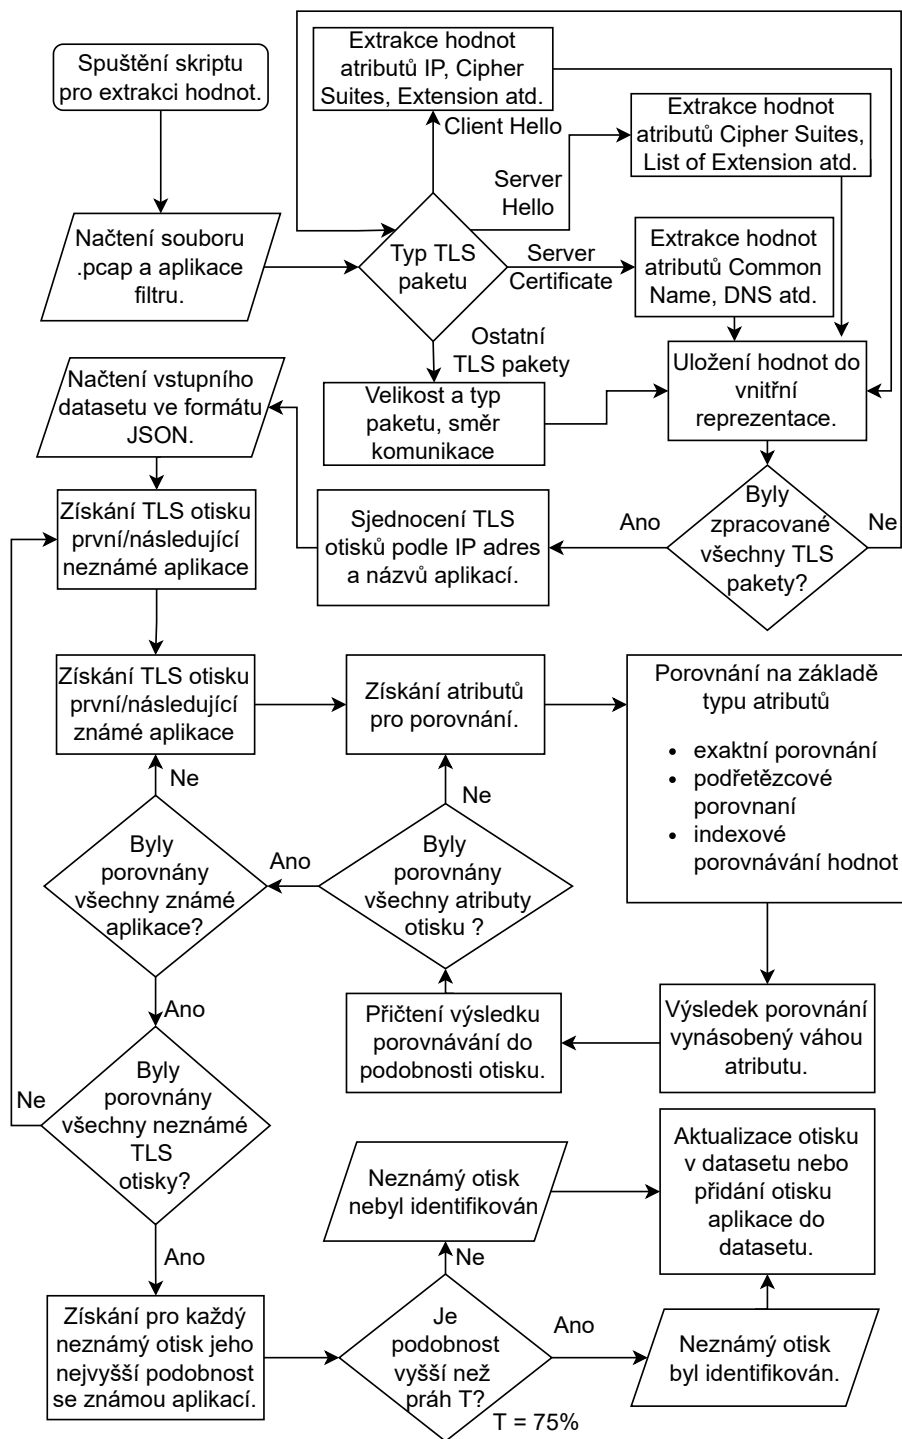 Spuštění skriptu
pro extrakci hodnot.
Extrakce hodnot
atributů IP, Cipher
Suites, Extension atd.
Client Hello
Extrakce hodnot
atributů Cipher Suites,
List of Extension atd.
Server
Hello
Načtení souboru
.pcap a aplikace
filtru.
Typ TLS
paketu
Server
Certificate
Extrakce hodnot
atributů Common
Name, DNS atd.
Ostatní
TLS pakety
Načtení vstupního
datasetu ve formátu
JSON.
Velikost a typ
paketu, směr
komunikace
Uložení hodnot do
vnitřní
reprezentace.
Získání TLS otisku
první/následující
neznámé aplikace
Sjednocení TLS
otisků podle IP adres
a názvů aplikací.
Ano
Byly
zpracované
všechny TLS
pakety?
Ne
Získání TLS otisku
první/následující
známé aplikace
Získání atributů
pro porovnání.
Porovnání na základě
typu atributů
• exaktní porovnání
• podřetězcové
porovnaní
• indexové
porovnávání hodnot
Ne
Ne
Byly
porovnány
všechny známé
aplikace?
Ano
Byly
porovnány
všechny atributy
otisku ?
Ano
Přičtení výsledku
porovnávání do
podobnosti otisku.
Výsledek porovnání
vynásobený váhou
atributu.
Ne
Byly
porovnány
všechny neznámé
TLS
otisky?
Neznámý otisk
nebyl identifikován
Aktualizace otisku
v datasetu nebo
přidání otisku
aplikace do
datasetu.
Ano
Ne
Získání pro každý
neznámý otisk jeho
nejvyšší podobnost
se známou aplikací.
Je
podobnost
vyšší než
práh T?
Ano
Neznámý otisk
byl identifikován.
T = 75%